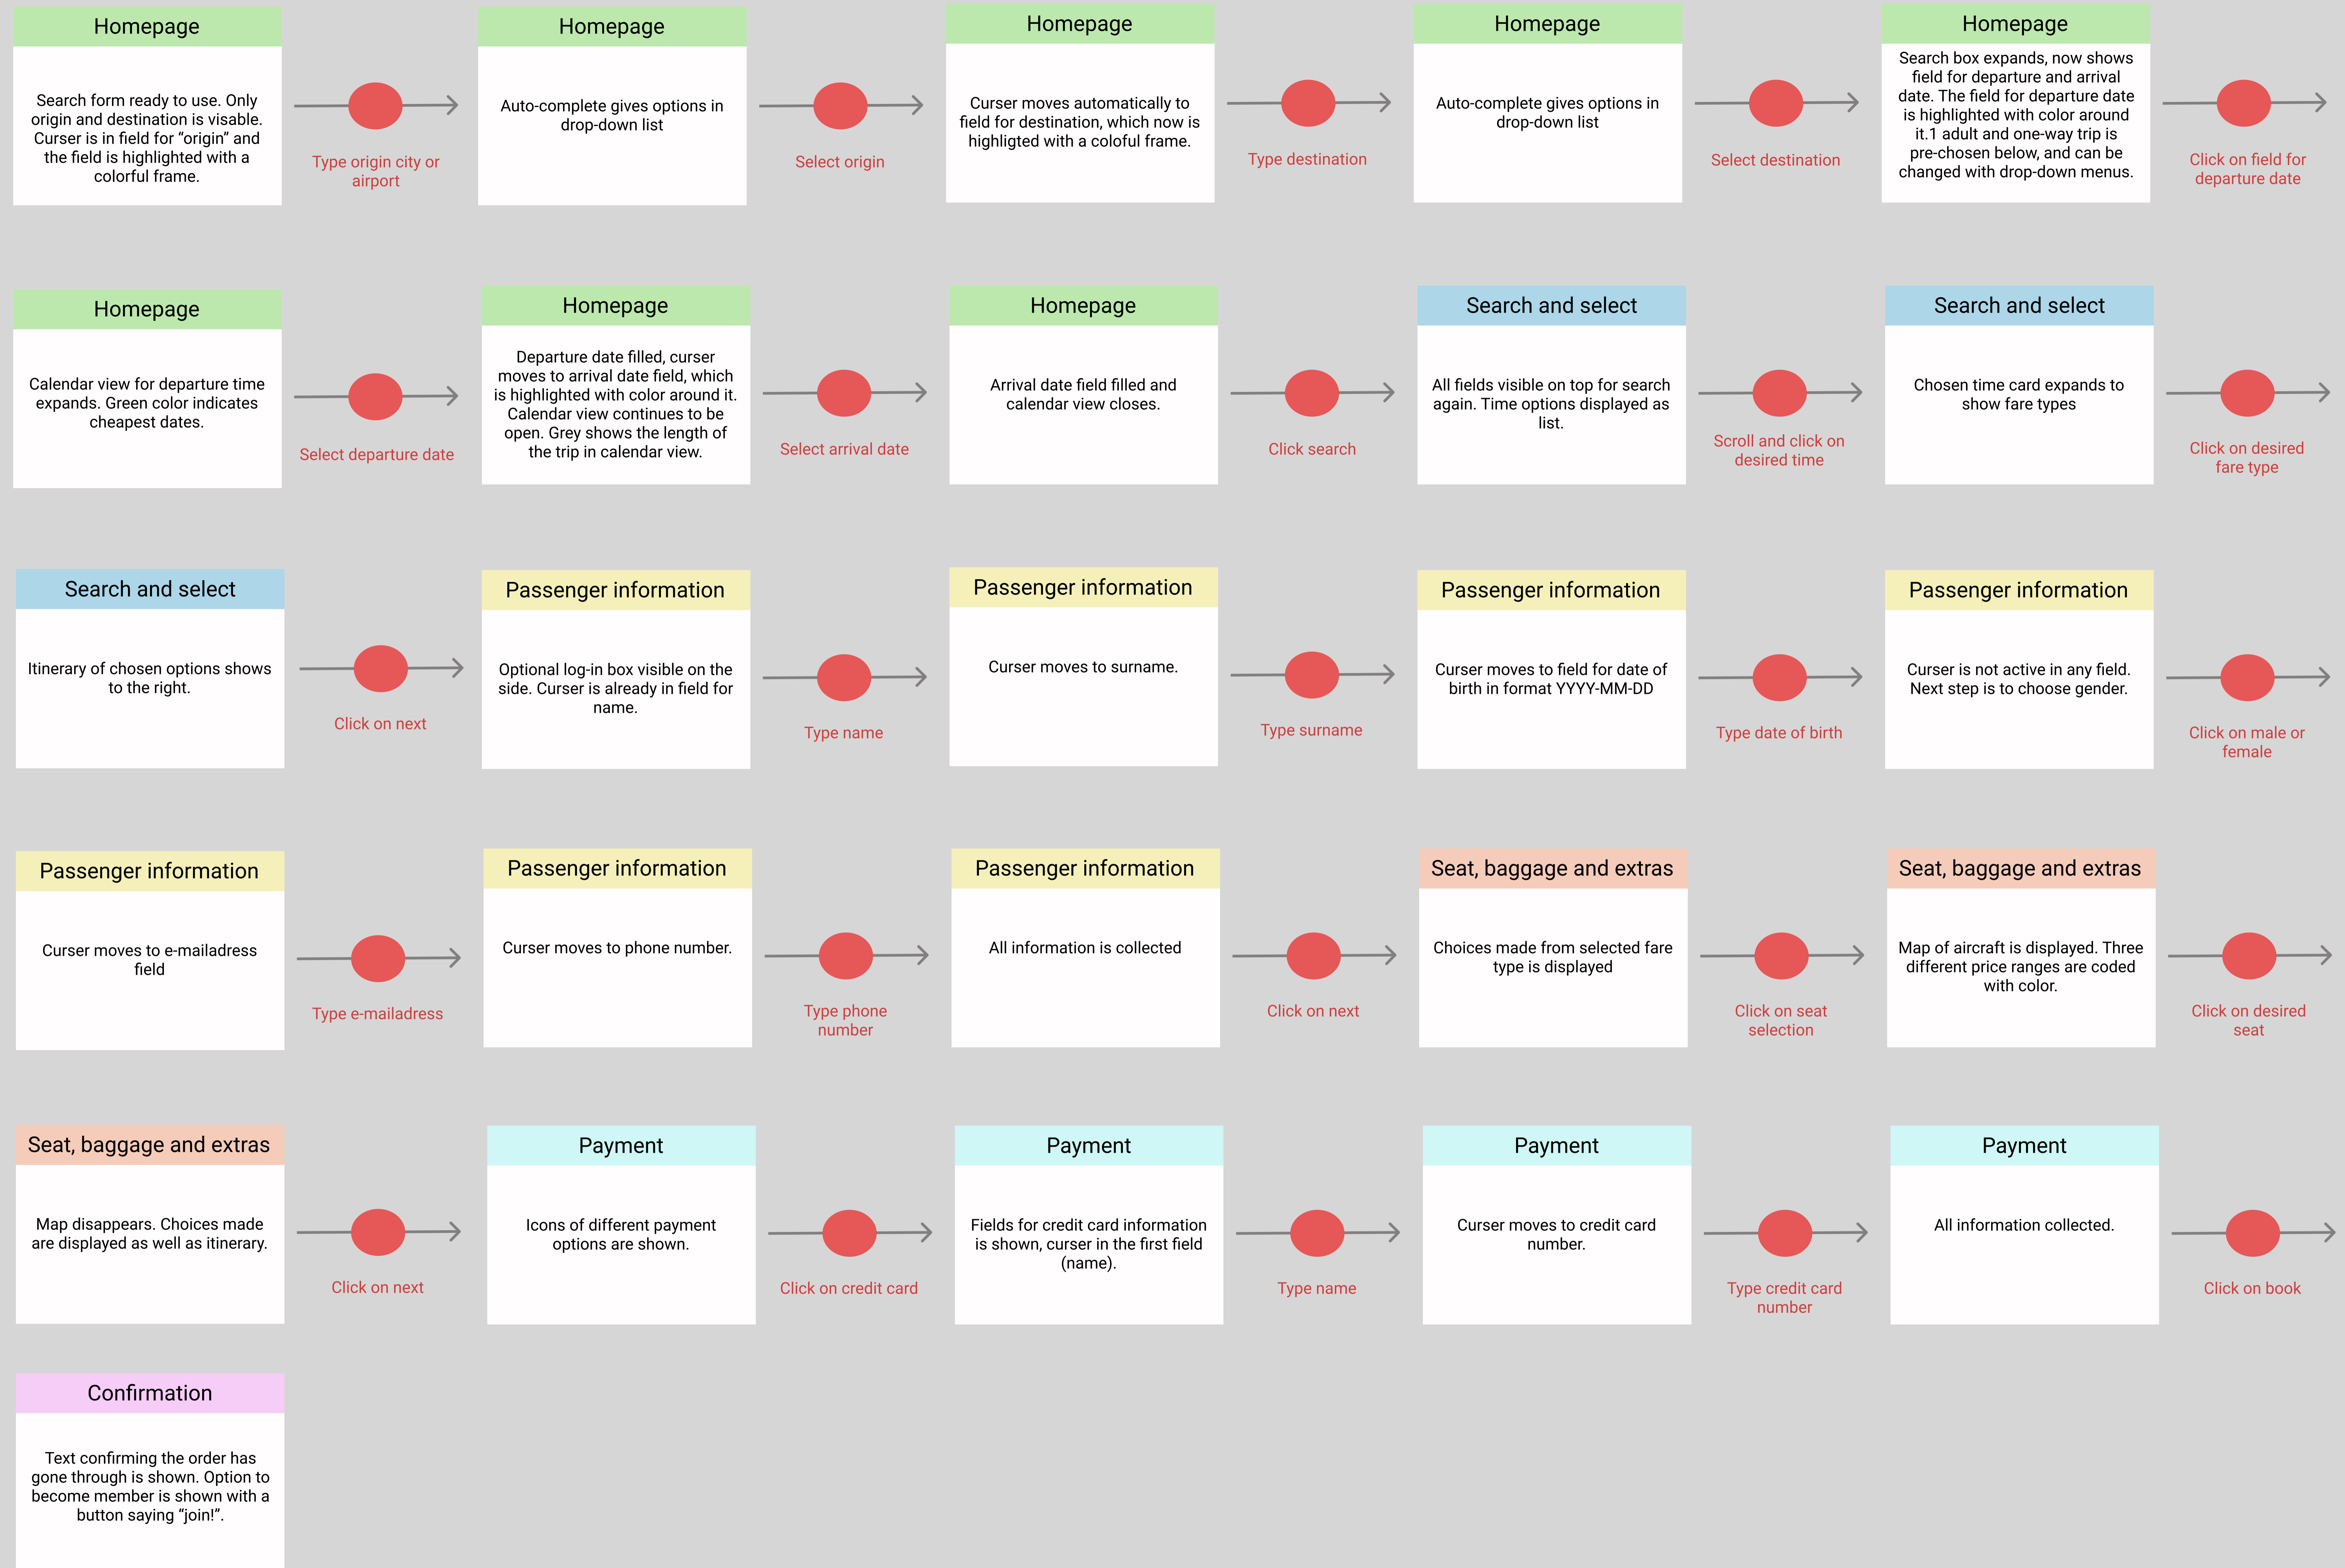 Homepage
Search form ready to use. Only
origin and destination is visable.
Curser is in field for “origin” and
the field is highlighted with a
colorful frame.
Type origin city or
airport
Homepage
Auto-complete gives options in
drop-down list
Select origin
Homepage
Curser moves automatically to
field for destination, which now is
highligted with a coloful frame.
Type destination
Homepage
Auto-complete gives options in
drop-down list
Select destination
Homepage
Search box expands, now shows
field for departure and arrival
date. The field for departure date
is highlighted with color around
it.1 adult and one-way trip is
pre-chosen below, and can be
changed with drop-down menus.
Click on field for
departure date
Homepage
Calendar view for departure time
expands. Green color indicates
cheapest dates.
Select departure date
Homepage
Departure date filled, curser
moves to arrival date field, which
is highlighted with color around it.
Calendar view continues to be
open. Grey shows the length of
the trip in calendar view.
Select arrival date
Homepage
Arrival date field filled and
calendar view closes.
Click search
Search and select
All fields visible on top for search
again. Time options displayed as
list.
Scroll and click on
desired time
Search and select
Chosen time card expands to
show fare types
Click on desired
fare type
Search and select
Itinerary of chosen options shows
to the right.
Click on next
Passenger information
Optional log-in box visible on the
side. Curser is already in field for
name.
Type name
Passenger information
Curser moves to surname.
Type surname
Passenger information
Curser moves to field for date of
birth in format YYYY-MM-DD
Type date of birth
Passenger information
Curser is not active in any field.
Next step is to choose gender.
Click on male or
female
Passenger information
Curser moves to e-mailadress
field
Type e-mailadress
Passenger information
Curser moves to phone number.
Type phone
number
Passenger information
All information is collected
Click on next
Seat, baggage and extras
Choices made from selected fare
type is displayed
Click on seat
selection
Seat, baggage and extras
Map of aircraft is displayed. Three
different price ranges are coded
with color.
Click on desired
seat
Seat, baggage and extras
Map disappears. Choices made
are displayed as well as itinerary.
Click on next
Payment
Icons of different payment
options are shown.
Click on credit card
Payment
Fields for credit card information
is shown, curser in the first field
(name).
Type name
Payment
Curser moves to credit card
number.
Type credit card
number
Payment
All information collected.
Click on book
Confirmation
Text confirming the order has
gone through is shown. Option to
become member is shown with a
button saying “join!”.